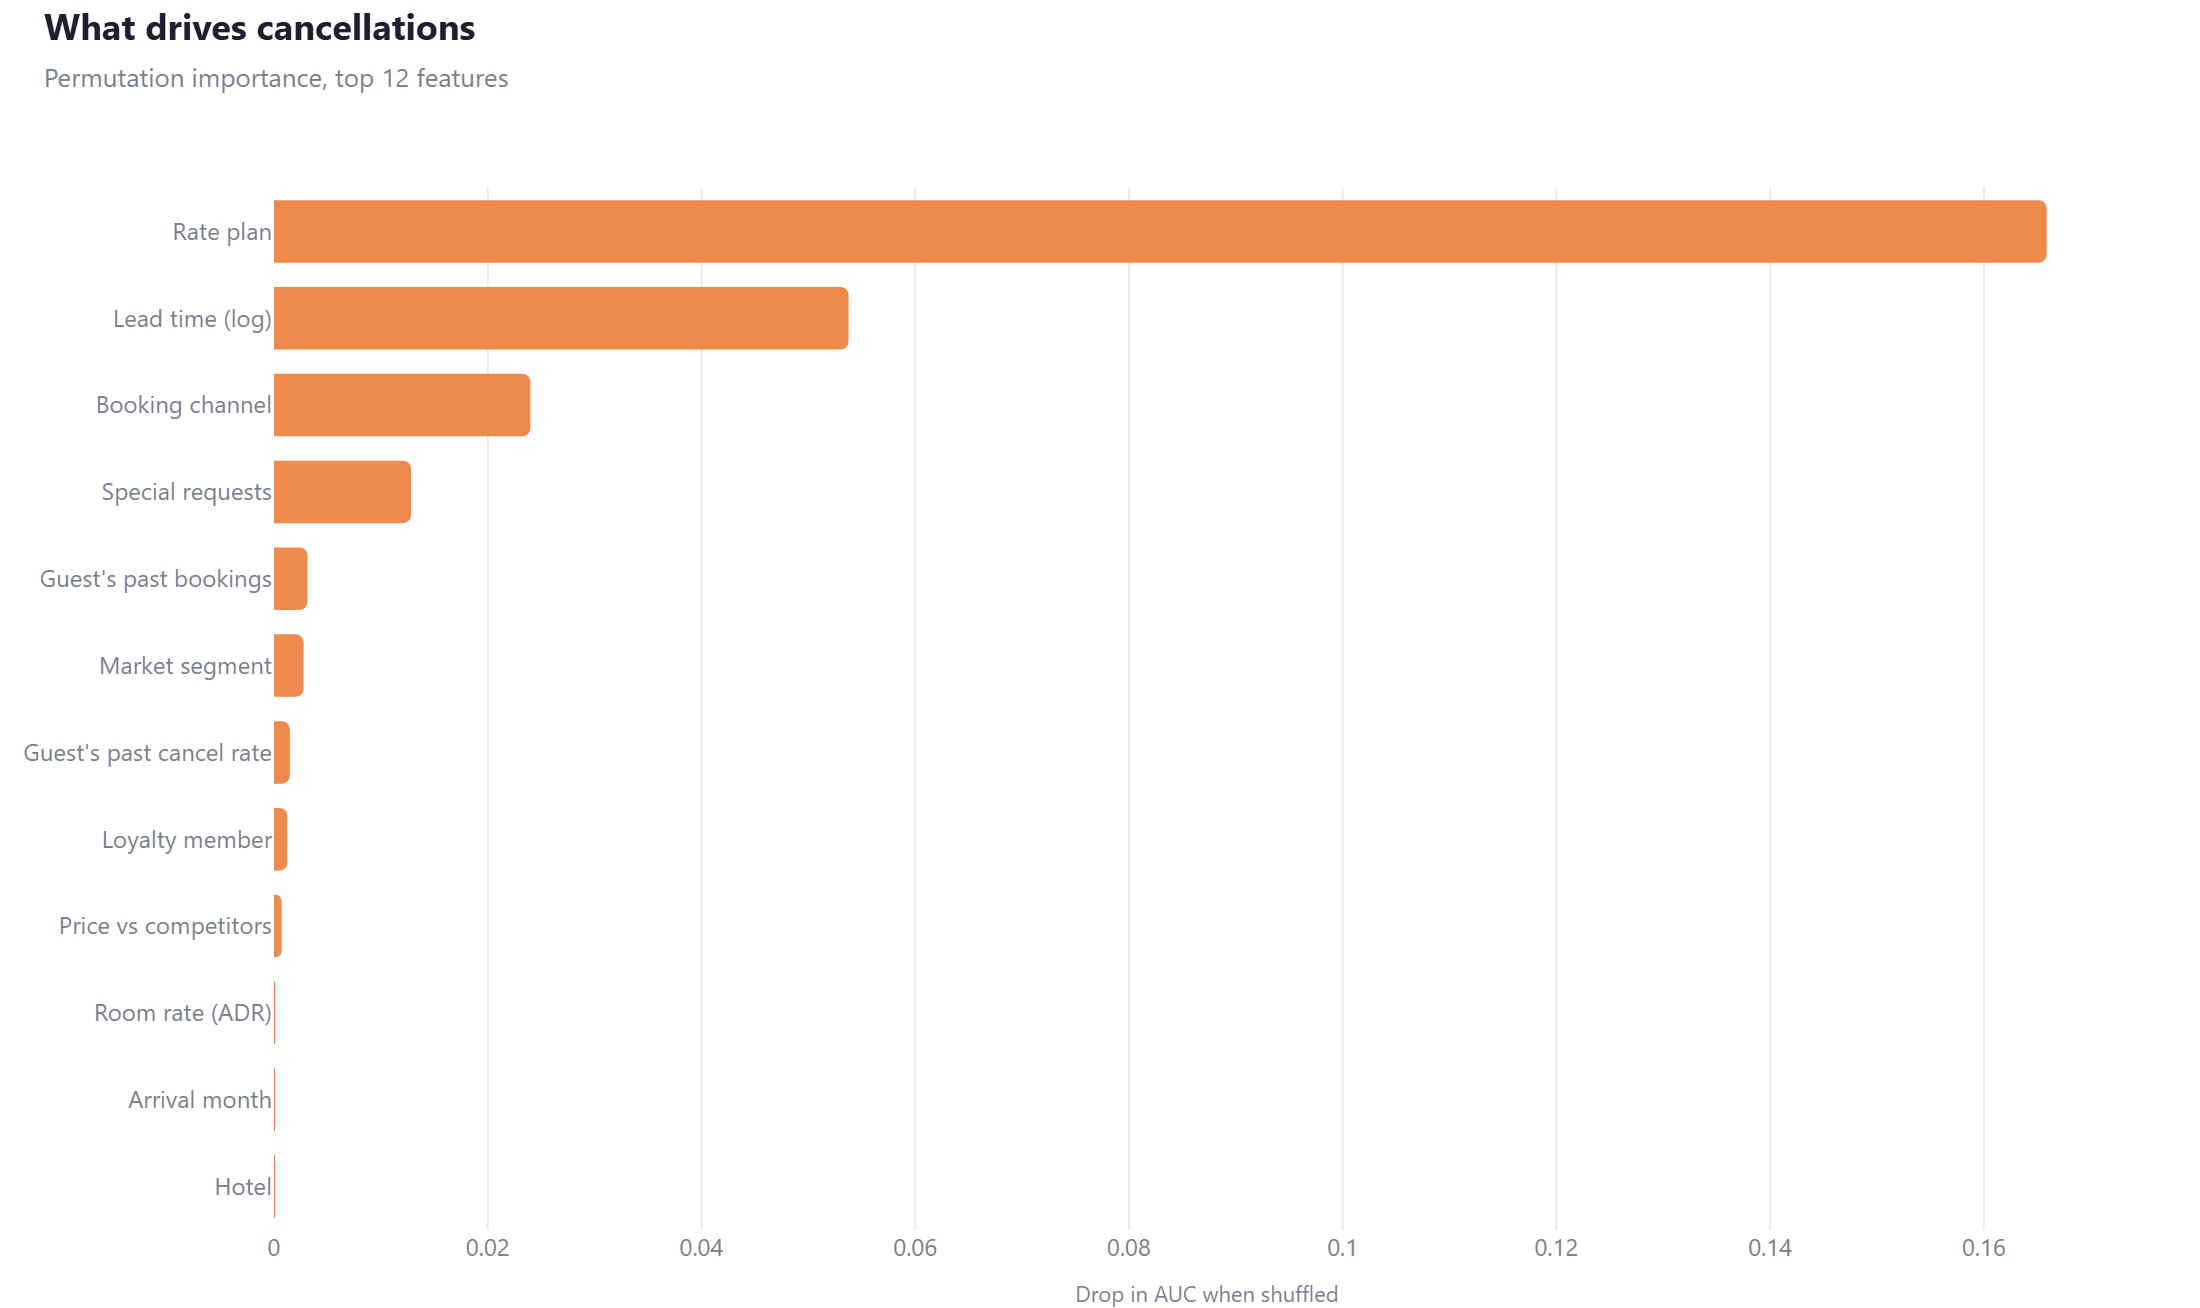 What drives cancellations
Permutation importance, top 12 features
Rate plan
Lead time (log)
Booking channel
Special requests
Guest's past bookings
Market segment
Guest's past cancel rate
Loyalty member
Price vs competitors
Room rate (ADR)
Arrival month
Hotel
0 0.02 0.04 0.06 0.08 0.1 0.12 0.14 0.16
Drop in AUC when shuffled